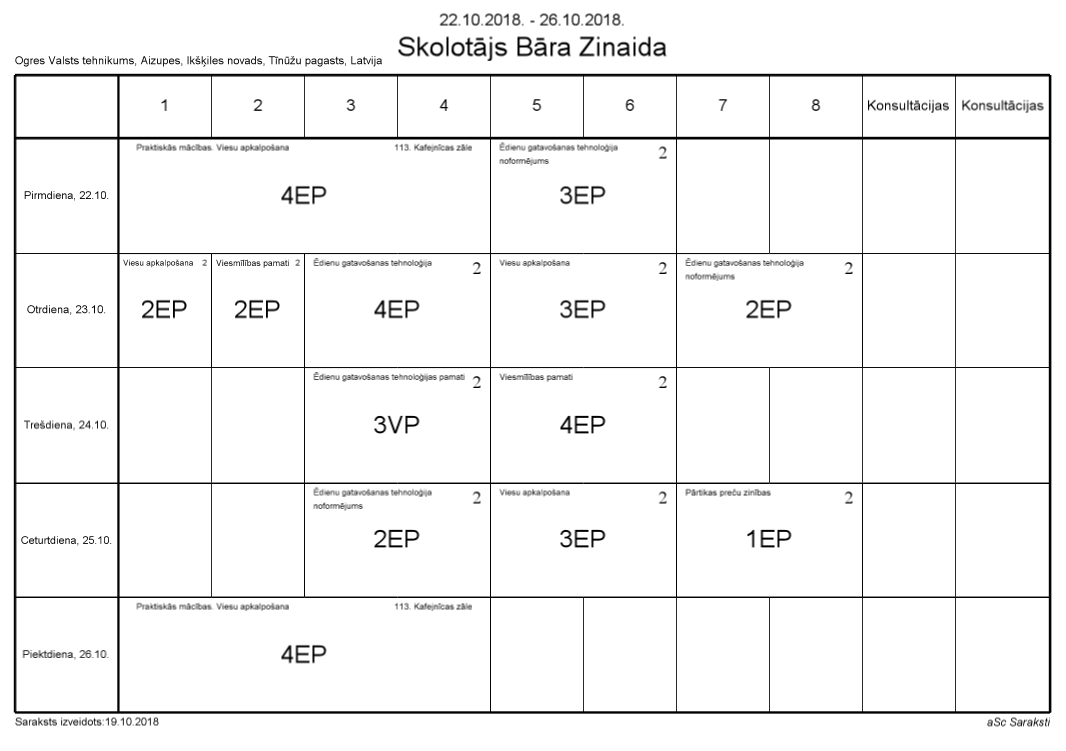 22.10.2018. - 26.10.2018.
Skolotājs Bāra Zinaida
Ogres Valsts tehnikums, Aizupes, Ikšķiles novads, Tīnūžu pagasts, Latvija
1 2 3 4 5 6 7 8 Konsultācijas Konsultācijas
Pirmdiena, 22.10.
Praktiskās mācības. Viesu apkalpošana 113. Kafejnīcas zāle
4EP
Ēdienu gatavošanas tehnoloģija 2
noformējums
3EP
Otrdiena, 23.10.
Viesu apkalpošana 2
2EP
Viesmīlības pamati 2
2EP
Ēdienu gatavošanas tehnoloģija 2
4EP
Viesu apkalpošana 2
3EP
Ēdienu gatavošanas tehnoloģija 2
noformējums
2EP
Trešdiena, 24.10.
Ēdienu gatavošanas tehnoloģijas pamati 2
3VP
Viesmīlības pamati 2
4EP
Ceturtdiena, 25.10.
Ēdienu gatavošanas tehnoloģija 2
noformējums
2EP
Viesu apkalpošana 2
3EP
Pārtikas preču zinības 2
1EP
Piektdiena, 26.10.
Praktiskās mācības. Viesu apkalpošana 113. Kafejnīcas zāle
4EP
Saraksts izveidots:19.10.2018
aSc Saraksti